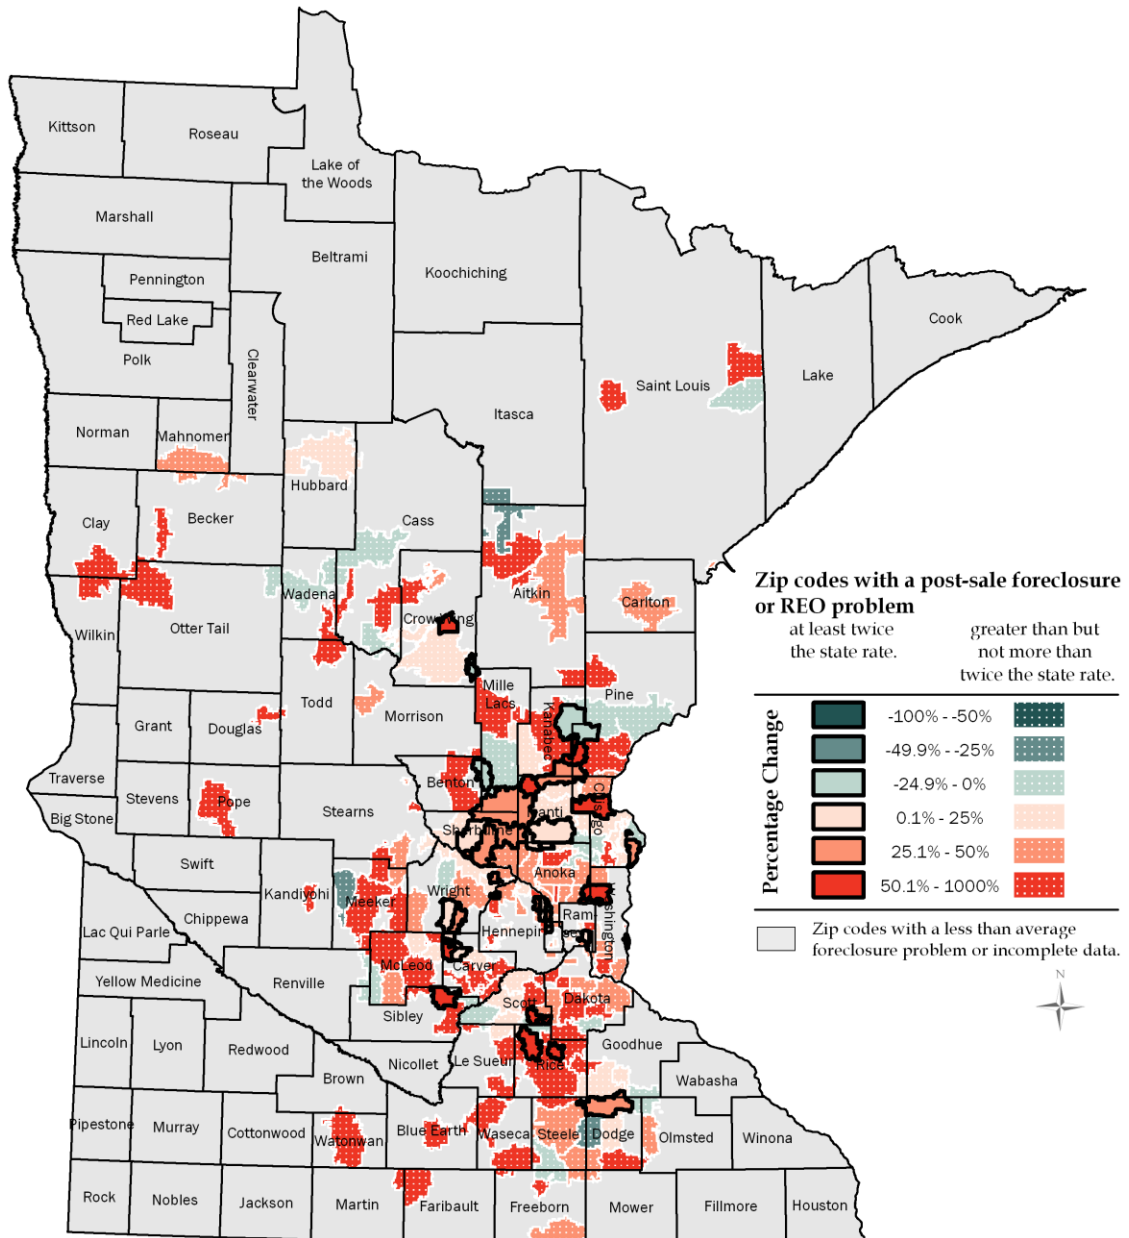 Kittson
Roseau
Lake of
the Woods
Marshall
Beltrami
Koochiching
Pennington
Red Lake
Polk
Clearwater
Cook
Lake
Saint Louis
Itasca
Norman
Mahnomen
Hubbard
Cass
Clay
Becker
Aitkin
Carlton
Wadena
Crow Wing
Otter Tail
Wilkin
Mille
Lacs
Pine
Kanabec
Todd
Morrison
Grant
Douglas
Traverse
Stevens
Pope
Stearns
Benton
Big Stone
Sherburne
Isanti
Chisago
Swift
Kandiyohi
Meeker
Wright
Anoka
Chippewa
Hennepin
Ram-
sey
Washington
Lac Qui Parle
McLeod
Carver
Yellow Medicine
Renville
Scott
Dakota
Sibley
Lincoln
Lyon
Redwood
Nicollet
Le Sueur
Rice
Goodhue
Brown
Wabasha
Pipestone
Murray
Cottonwood
Watonwan
Blue Earth
Waseca
Steele
Dodge
Olmsted
Winona
Rock
Nobles
Jackson
Martin
Faribault
Freeborn
Mower
Fillmore
Houston
Zip codes with a post-sale foreclosure
or REO problem
at least twice
the state rate.
greater than but
not more than
twice the state rate.
Percentage Change
-100% - -50%
-49.9% - -25%
-24.9% - 0%
0.1% - 25%
25.1% - 50%
50.1% - 1000%
Zip codes with a less than average
foreclosure problem or incomplete data.
N